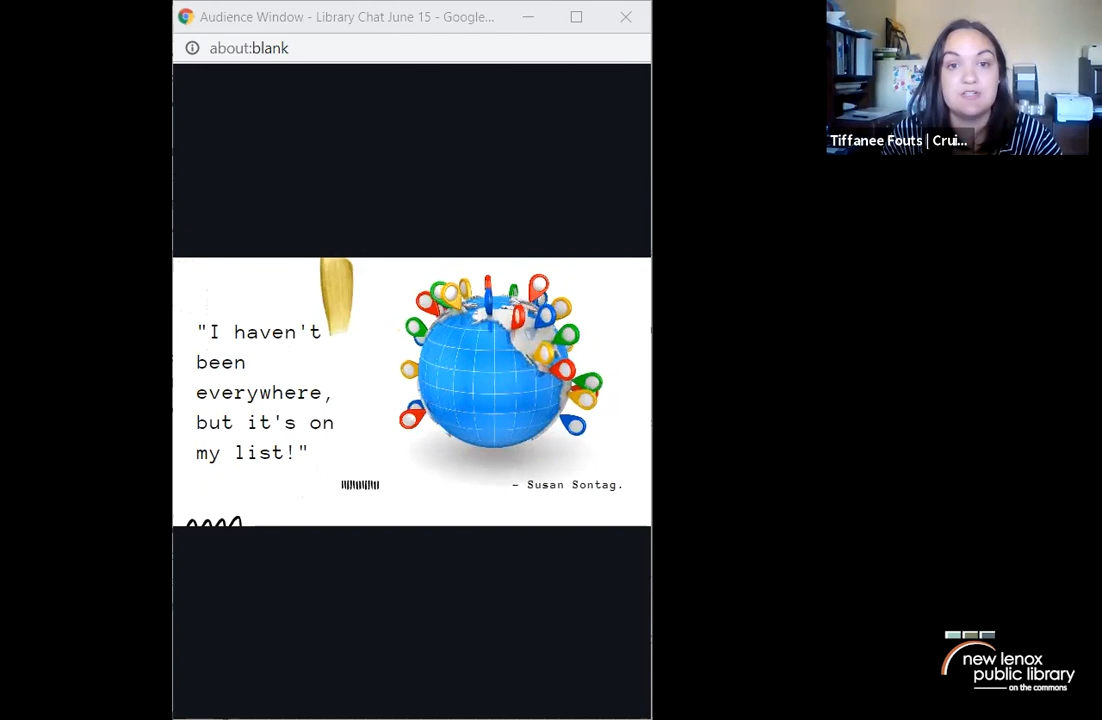 Audience Window - Library Chat June 15 - Google...
about:blank
Tiffanee Fouts | Crui...
"I haven't
been
everywhere,
but it's on
my list!"
- Susan Sontag.
new lenox
public library
on the commons